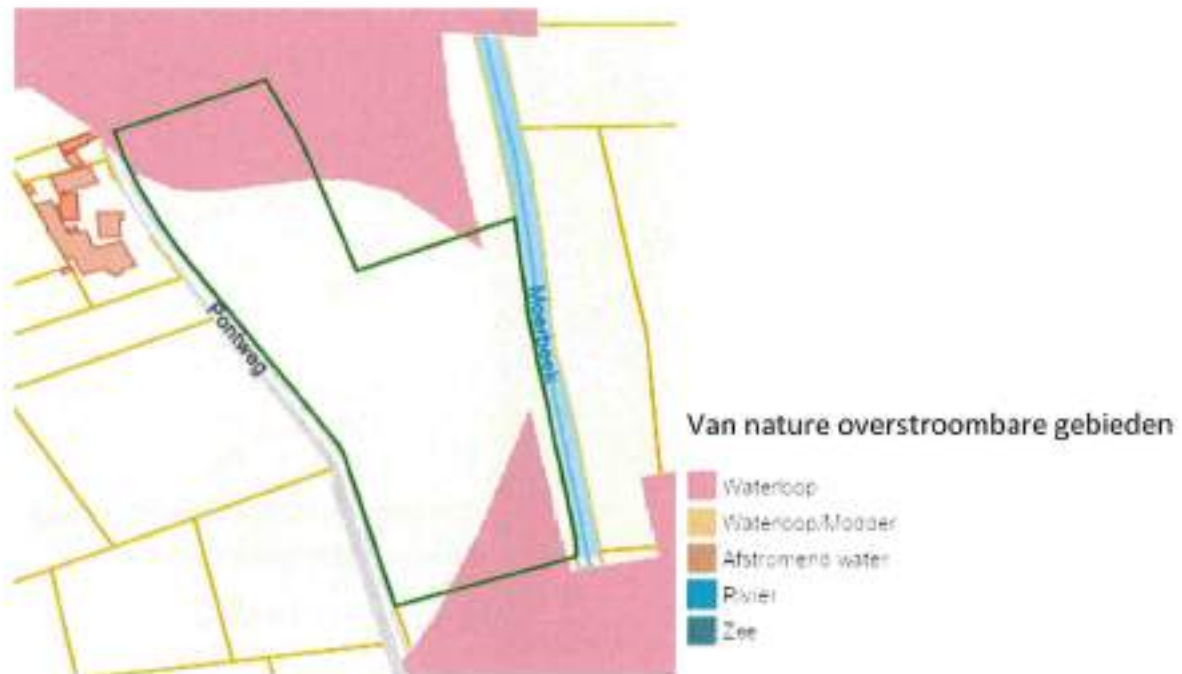 Pontweg
Moerbeek
Van nature overstroombare gebieden
Waterloop
Waterloop/Modder
Afstromend water
Rivier
Zee